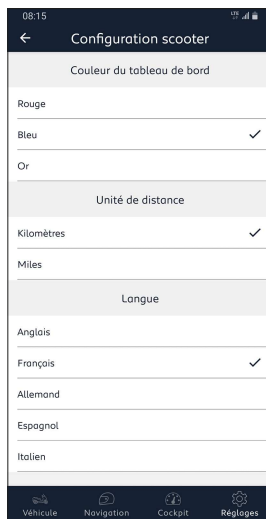 08:15
LTE
Configuration scooter
Couleur du tableau de bord
Rouge
Bleu
Or
Unité de distance
Kilomètres
Miles
Langue
Anglais
Français
Allemand
Espagnol
Italien
Véhicule Navigation Cockpit Réglages